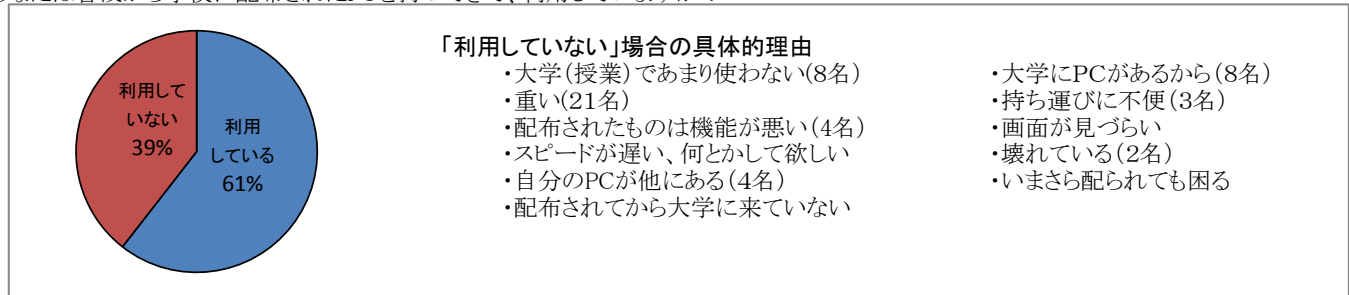 利用して
いない
39%
利用
している
61%
「利用していない」場合の具体的理由
・大学(授業)であまり使わない(8名)
・重い(21名)
・配布されたものは機能が悪い(4名)
・スピードが遅い、何とかして欲しい
・自分のPCが他にある(4名)
・配布されてから大学に来ていない
・大学にPCがあるから(8名)
・持ち運びに不便(3名)
・画面が見づらい
・壊れている(2名)
・いまさら配られても困る